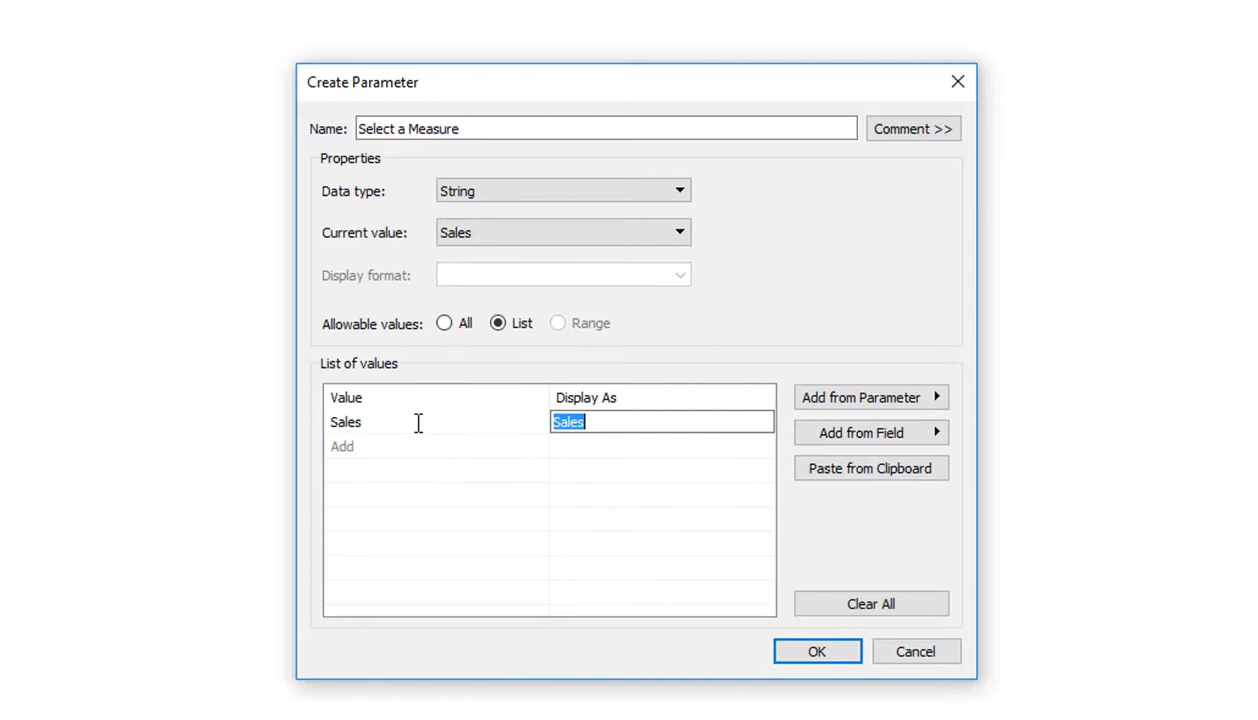 Create Parameter
Name: Select a Measure Comment >>
Properties
Data type: String
Current value: Sales
Display format:
Allowable values: All List Range
List of values
Value Display As
Sales Sales
Add
Add from Parameter
Add from Field
Paste from Clipboard
Clear All
OK Cancel